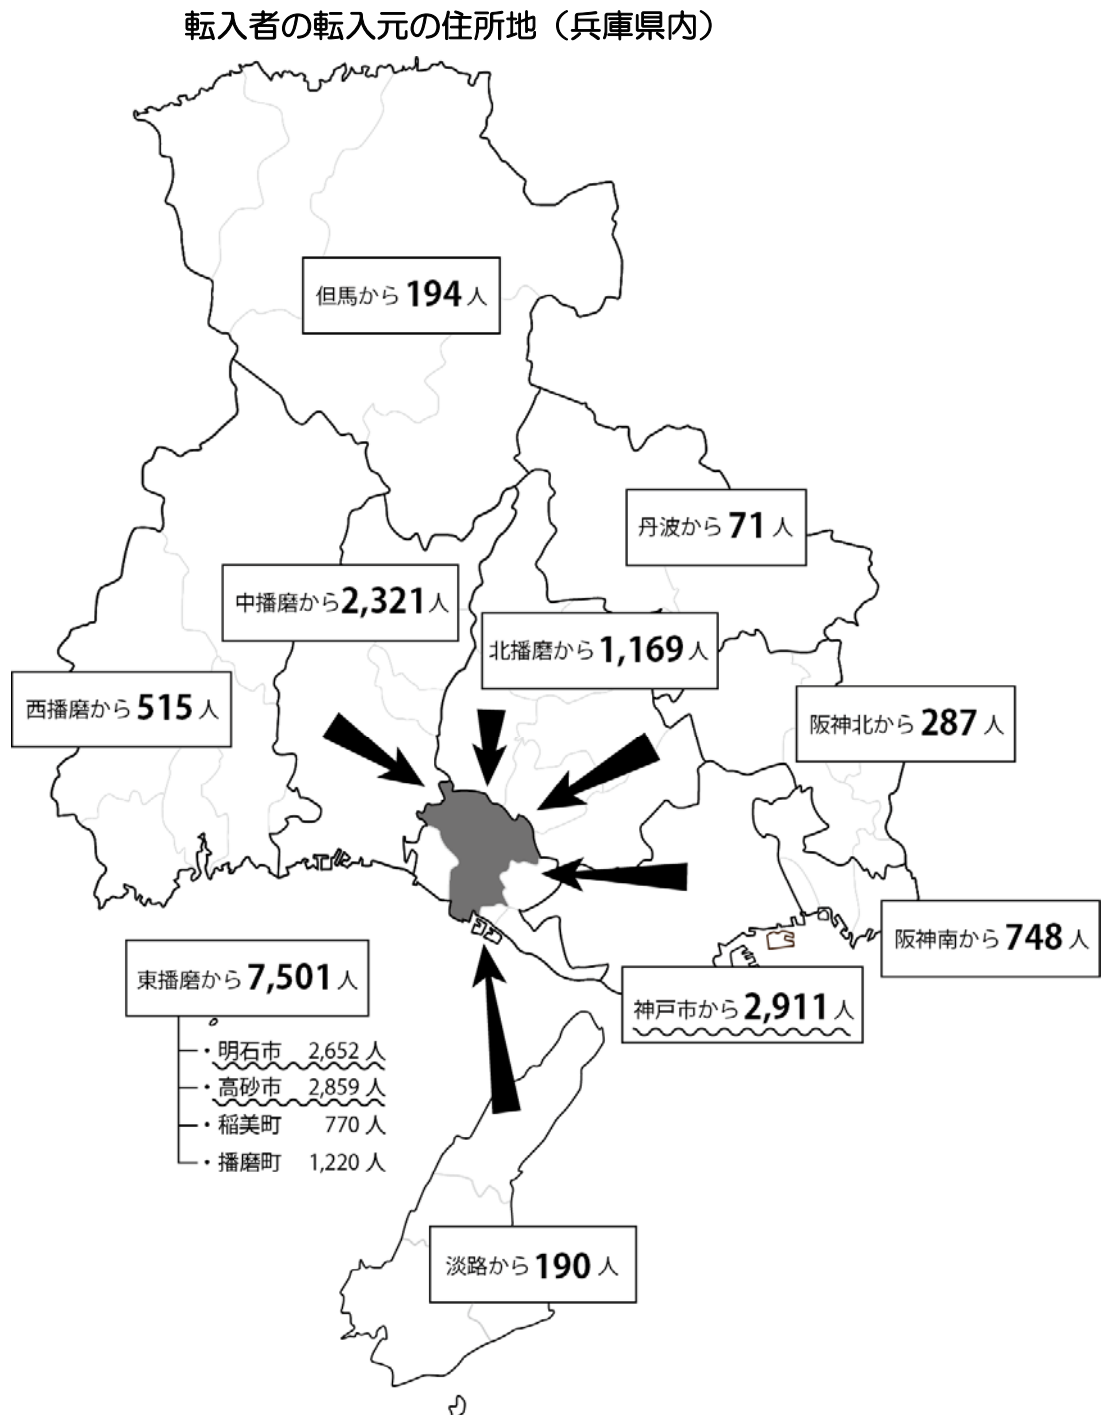 転入者の転入元の住所地（兵庫県内）
但馬から 194 人
丹波から 71 人
中播磨から2,321人
北播磨から 1,169 人
西播磨から 515 人
阪神北から 287 人
阪神南から 748 人
東播磨から 7,501 人
神戸市から 2,911 人
・明石市 2,652 人
・高砂市 2,859 人
・稲美町 770 人
・播磨町 1,220 人
淡路から 190 人